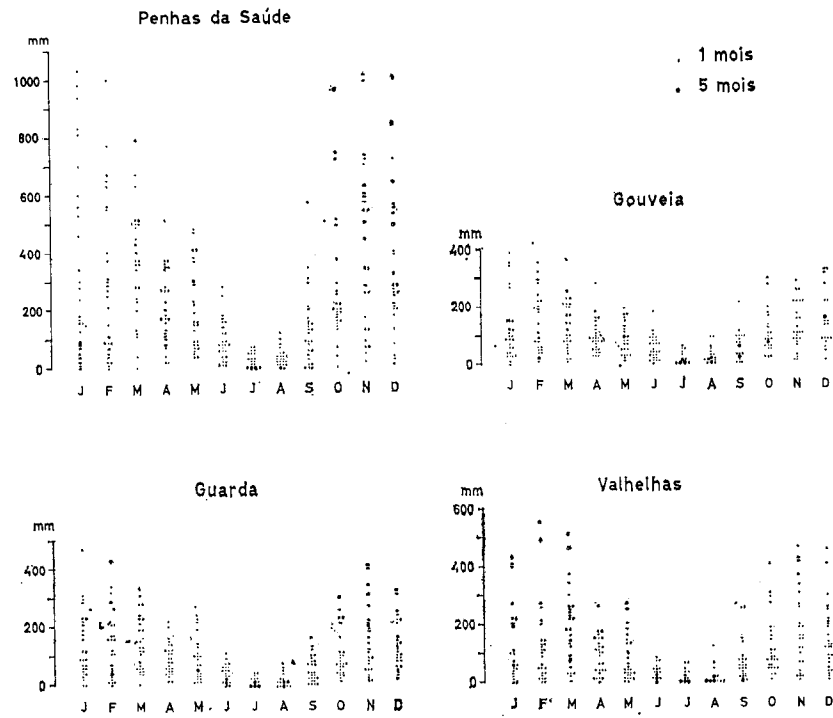 Penhas da Saúde
mm
1000
800
600
400
200
0
J F M A M J J A S O N D
. 1 mois
• 5 mois
Gouveia
mm
400
200
0
J F M A M J J A S O N D
Guarda
mm
400
200
0
J F M A M J J A S O N D
Valhelhas
mm
600
400
200
0
J F M A M J J A S O N D